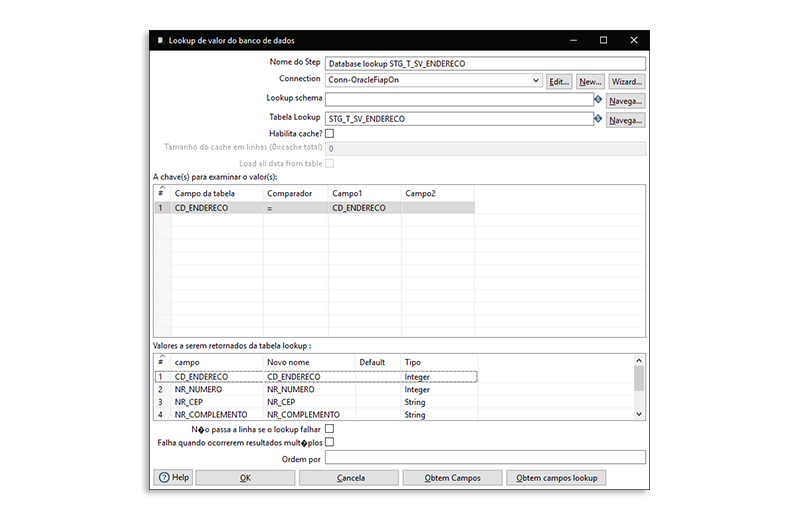 Lookup de valor do banco de dados
Nome do Step Database lookup STG_T_SV_ENDERECO
Connection Conn-OracleFiapOn Edit... New... Wizard...
Lookup schema Navega...
Tabela Lookup STG_T_SV_ENDERECO Navega...
Habilita cache?
Tamanho do cache em linhas (0=cache total) 0
Load all data from table
A chave(s) para examinar o valor(s):
# Campo da tabela Comparador Campo1 Campo2
1 CD_ENDERECO = CD_ENDERECO
Valores a serem retornados da tabela lookup :
# campo Novo nome Default Tipo
1 CD_ENDERECO CD_ENDERECO Integer
2 NR_NUMERO NR_NUMERO Integer
3 NR_CEP NR_CEP String
4 NR_COMPLEMENTO NR_COMPLEMENTO String
N�o passa a linha se o lookup falhar
Falha quando ocorrerem resultados mult�plos
Ordem por
? Help OK Cancela Obtem Campos Obtem campos lookup